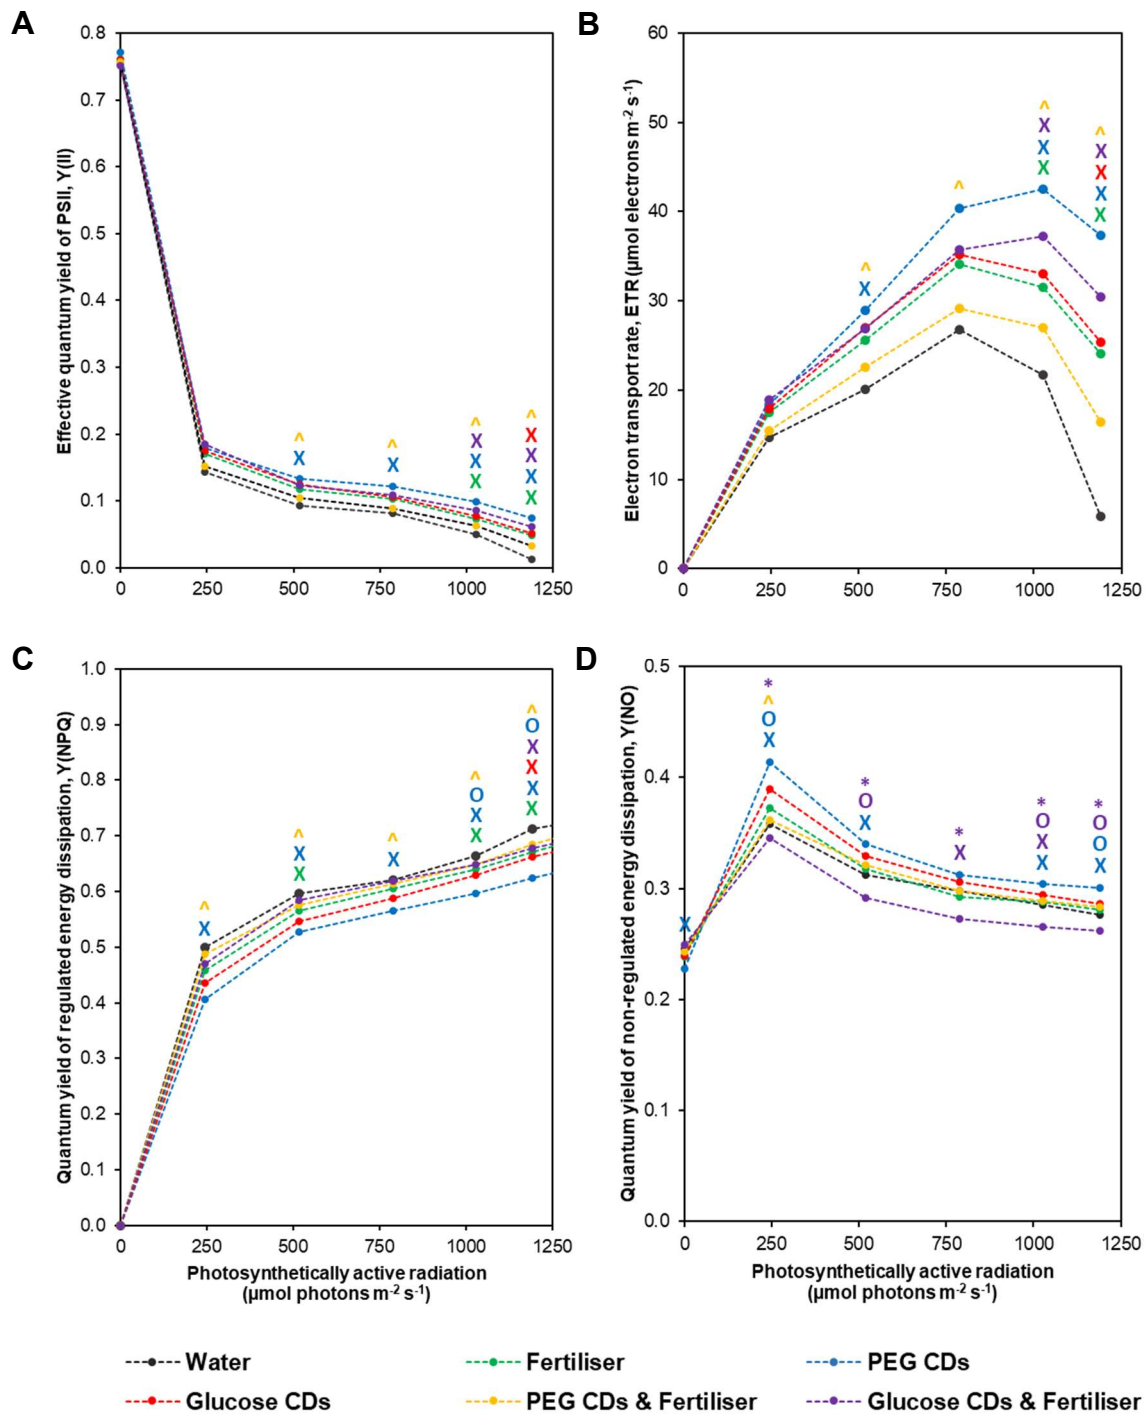 A
B
0.8
0.7
0.6
0.5
0.4
0.3
0.2
0.1
0.0
Effective quantum yield of PSII, Y(II)
^
X
^
X
^
X
X
X
^
X
X
X
X
0 250 500 750 1000 1250
60
50
40
30
20
10
0
Electron transport rate, ETR (µmol electrons m-2 s-1)
^
X
^
^
X
X
X
^
X
X
X
X
0 250 500 750 1000 1250
C
D
1.0
0.9
0.8
0.7
0.6
0.5
0.4
0.3
0.2
0.1
0.0
Quantum yield of regulated energy dissipation, Y(NPQ)
^
X
^
X
X
^
X
^
O
X
X
^
O
X
X
X
X
0 250 500 750 1000 1250
Photosynthetically active radiation
(µmol photons m-2 s-1)
0.5
0.4
0.3
0.2
0.1
0.0
Quantum yield of non-regulated energy dissipation, Y(NO)
X
*
^
O
X
*
O
X
*
X
*
O
X
X
*
O
O
X
0 250 500 750 1000 1250
Photosynthetically active radiation
(µmol photons m-2 s-1)
Water Fertiliser PEG CDs
Glucose CDs PEG CDs & Fertiliser Glucose CDs & Fertiliser